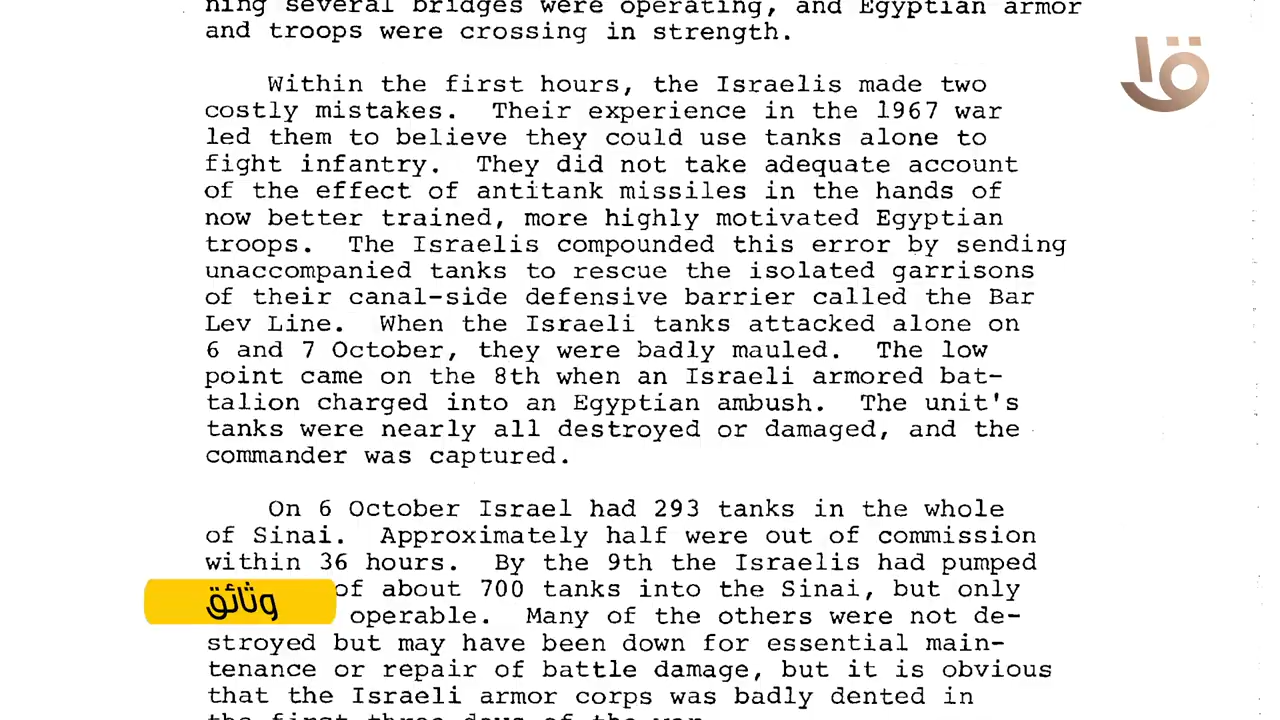 ning several bridges were operating, and Egyptian armor
and troops were crossing in strength.
Within the first hours, the Israelis made two
costly mistakes. Their experience in the 1967 war
led them to believe they could use tanks alone to
fight infantry. They did not take adequate account
of the effect of antitank missiles in the hands of
now better trained, more highly motivated Egyptian
troops. The Israelis compounded this error by sending
unaccompanied tanks to rescue the isolated garrisons
of their canal-side defensive barrier called the Bar
Lev Line. When the Israeli tanks attacked alone on
6 and 7 October, they were badly mauled. The low
point came on the 8th when an Israeli armored bat-
talion charged into an Egyptian ambush. The unit's
tanks were nearly all destroyed or damaged, and the
commander was captured.
On 6 October Israel had 293 tanks in the whole
of Sinai. Approximately half were out of commission
within 36 hours. By the 9th the Israelis had pumped
of about 700 tanks into the Sinai, but only
operable. Many of the others were not de-
stroyed but may have been down for essential main-
tenance or repair of battle damage, but it is obvious
that the Israeli armor corps was badly dented in
the first three days of the war.
وثائق